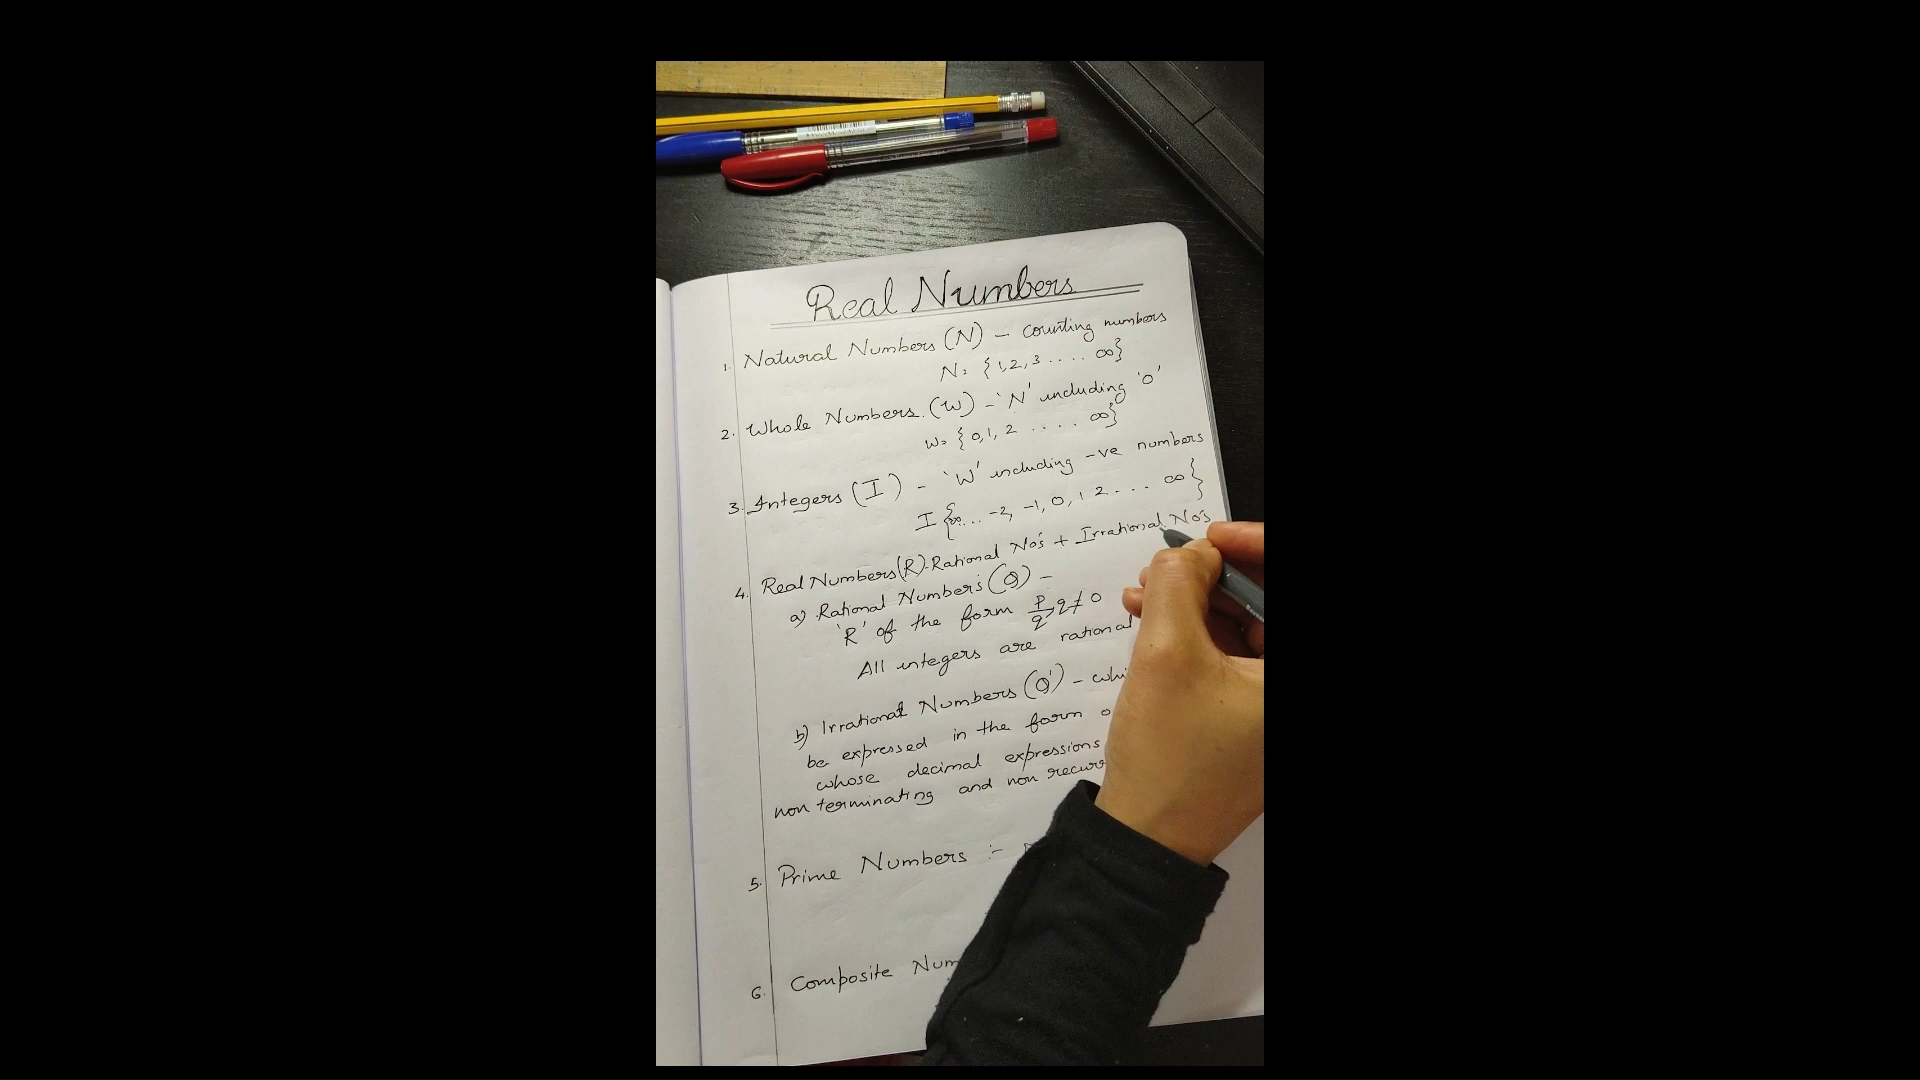 Real Numbers
1. Natural Numbers (N) – Counting numbers
N = {1, 2, 3 .... ∞}
2. Whole Numbers. (W) – 'N' including '0'
W = {0, 1, 2 .... ∞}
3. Integers (I) – 'W' including -ve numbers
I {∞... -2, -1, 0, 1 2 ... ∞}
4. Real Numbers (R). Rational No's + Irrational No's
a) Rational Numbers (Q) –
'R' of the form p/q, q ≠ 0
All integers are rational
b) Irrational Numbers (Q') –
be expressed in the form
whose decimal expressions
non terminating and non
5. Prime Numbers :-
6. Composite